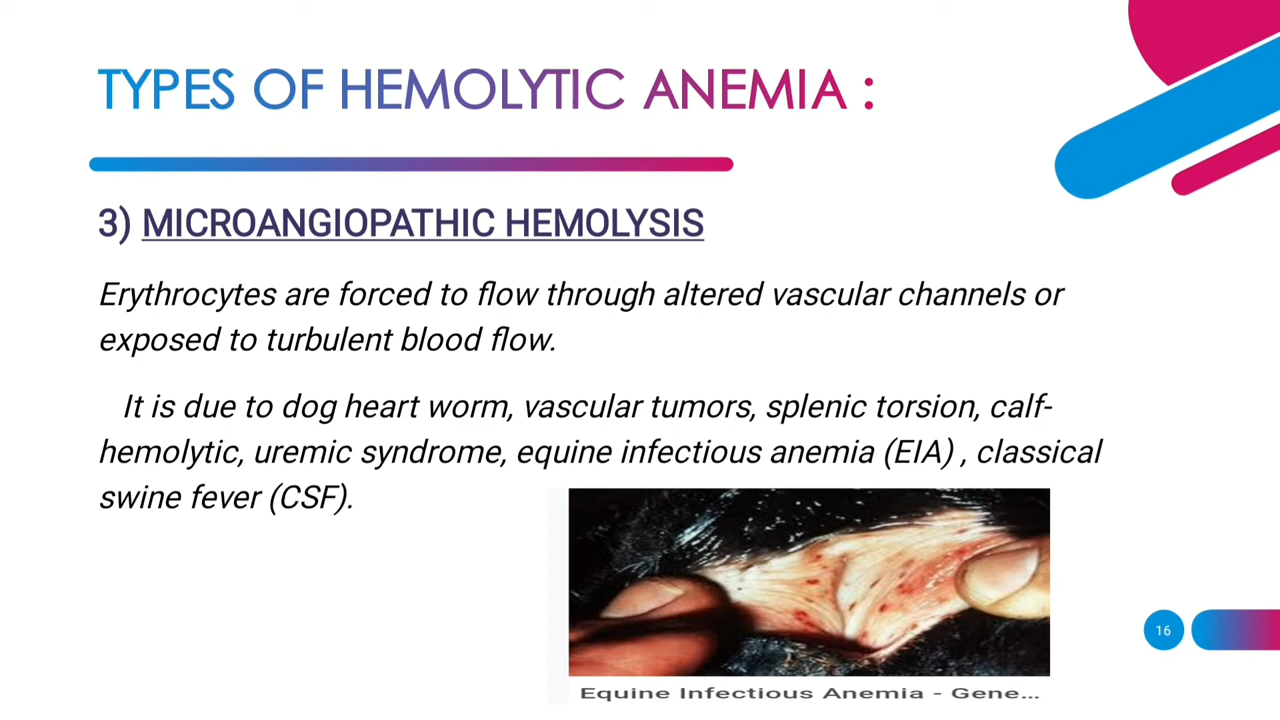 TYPES OF HEMOLYTIC ANEMIA :
3) MICROANGIOPATHIC HEMOLYSIS
Erythrocytes are forced to flow through altered vascular channels or
exposed to turbulent blood flow.
It is due to dog heart worm, vascular tumors, splenic torsion, calf-
hemolytic, uremic syndrome, equine infectious anemia (EIA) , classical
swine fever (CSF).
Equine Infectious Anemia - Gene...
16